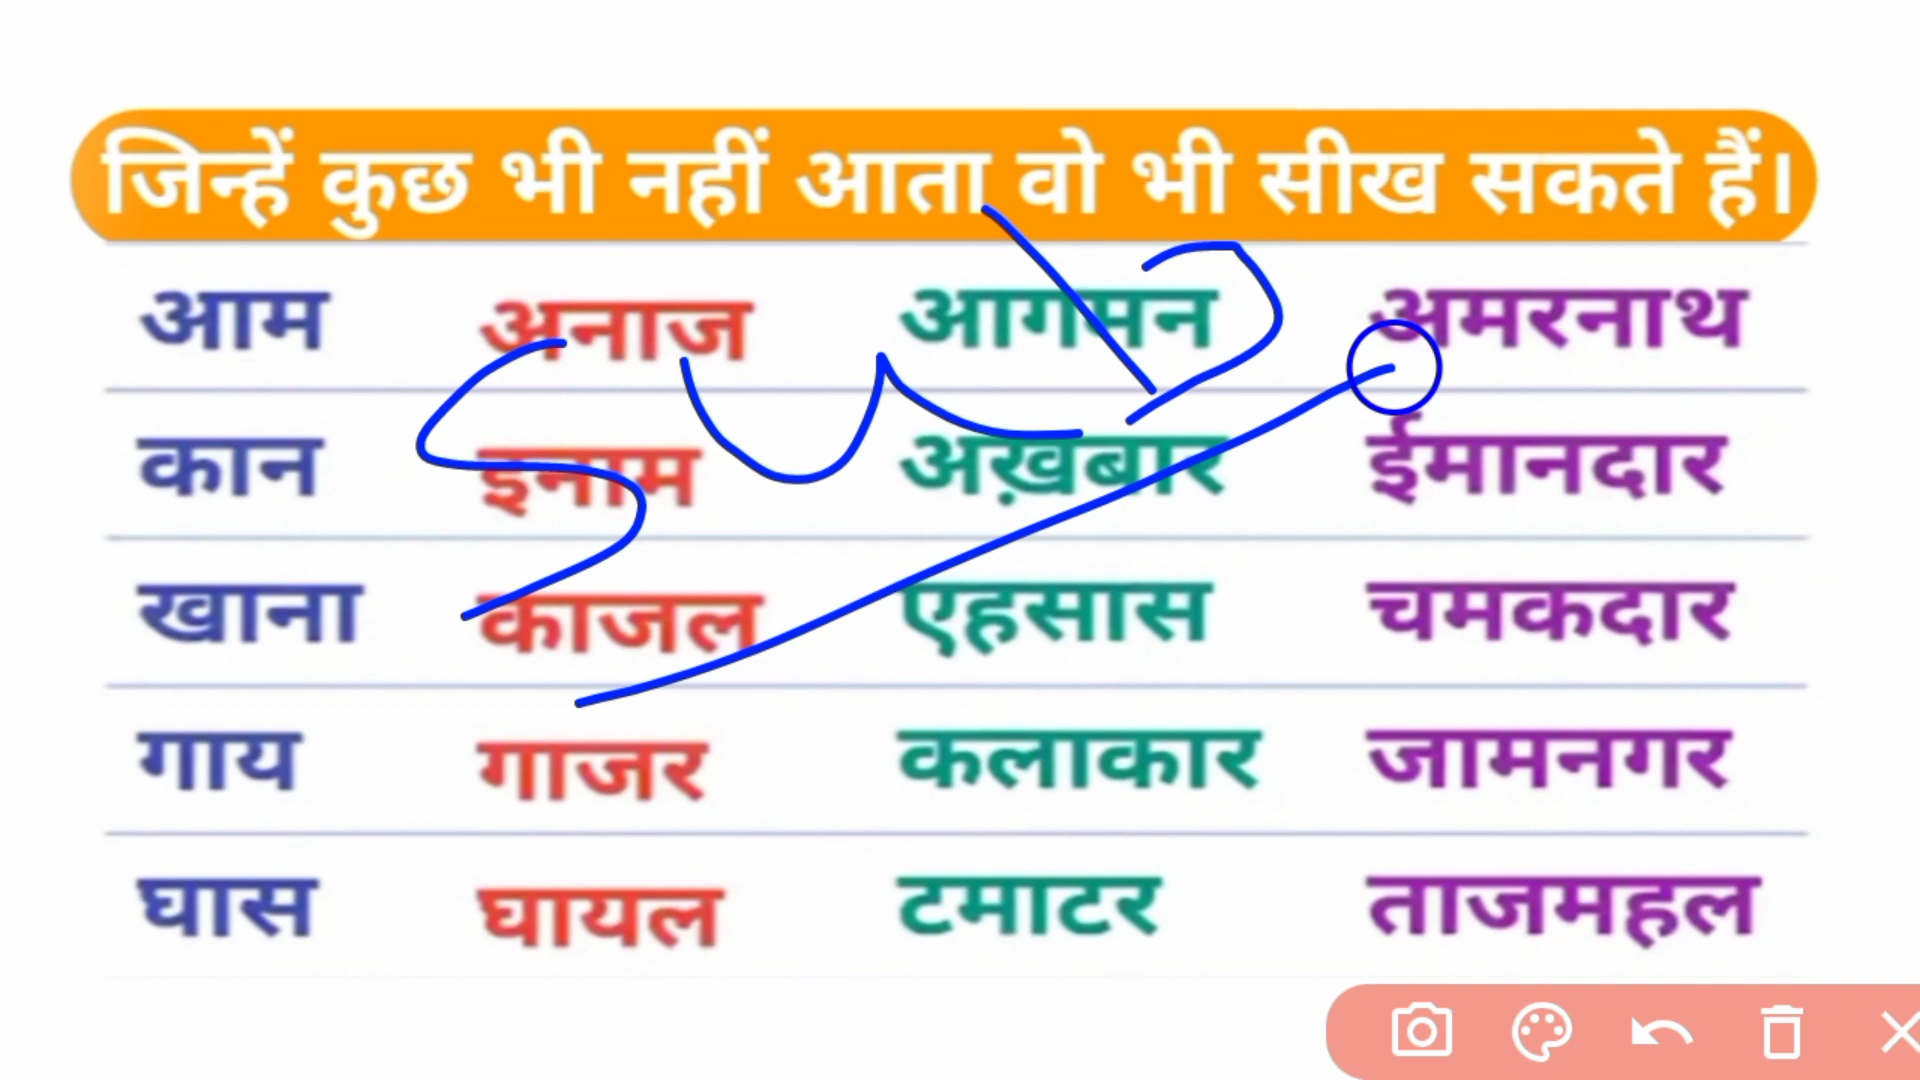 जिन्हें कुछ भी नहीं आता वो भी सीख सकते हैं।
आम अनाज आगमन अमरनाथ
कान इनाम अख़बार ईमानदार
खाना काजल एहसास चमकदार
गाय गाजर कलाकार जामनगर
घास घायल टमाटर ताजमहल